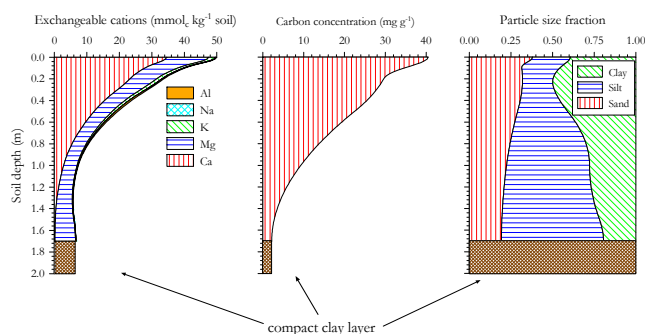 Exchangeable cations (mmolc kg-1 soil)
0 10 20 30 40 50
Carbon concentration (mg g-1)
0 10 20 30 40
Particle size fraction
0.00 0.25 0.50 0.75 1.00
Soil depth (m)
0.0
0.2
0.4
0.6
0.8
1.0
1.2
1.4
1.6
1.8
2.0
Al
Na
K
Mg
Ca
Clay
Silt
Sand
compact clay layer